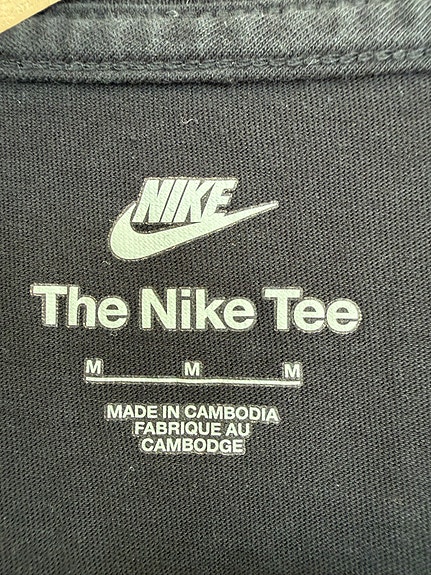 NIKE
The Nike Tee
M M M
MADE IN CAMBODIA
FABRIQUE AU
CAMBODGE